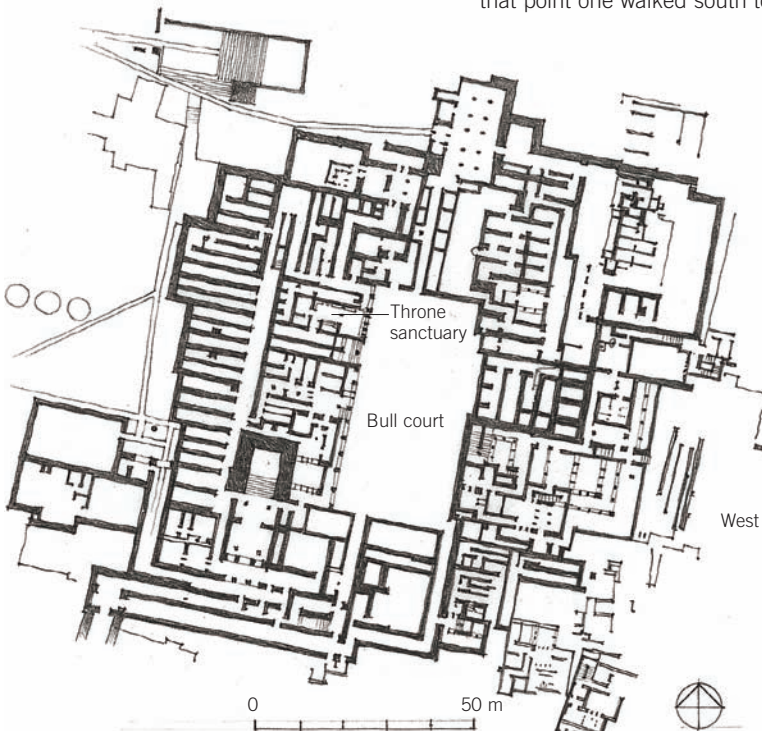 that point one walked south to
Throne
sanctuary
Bull court
West
0 50 m